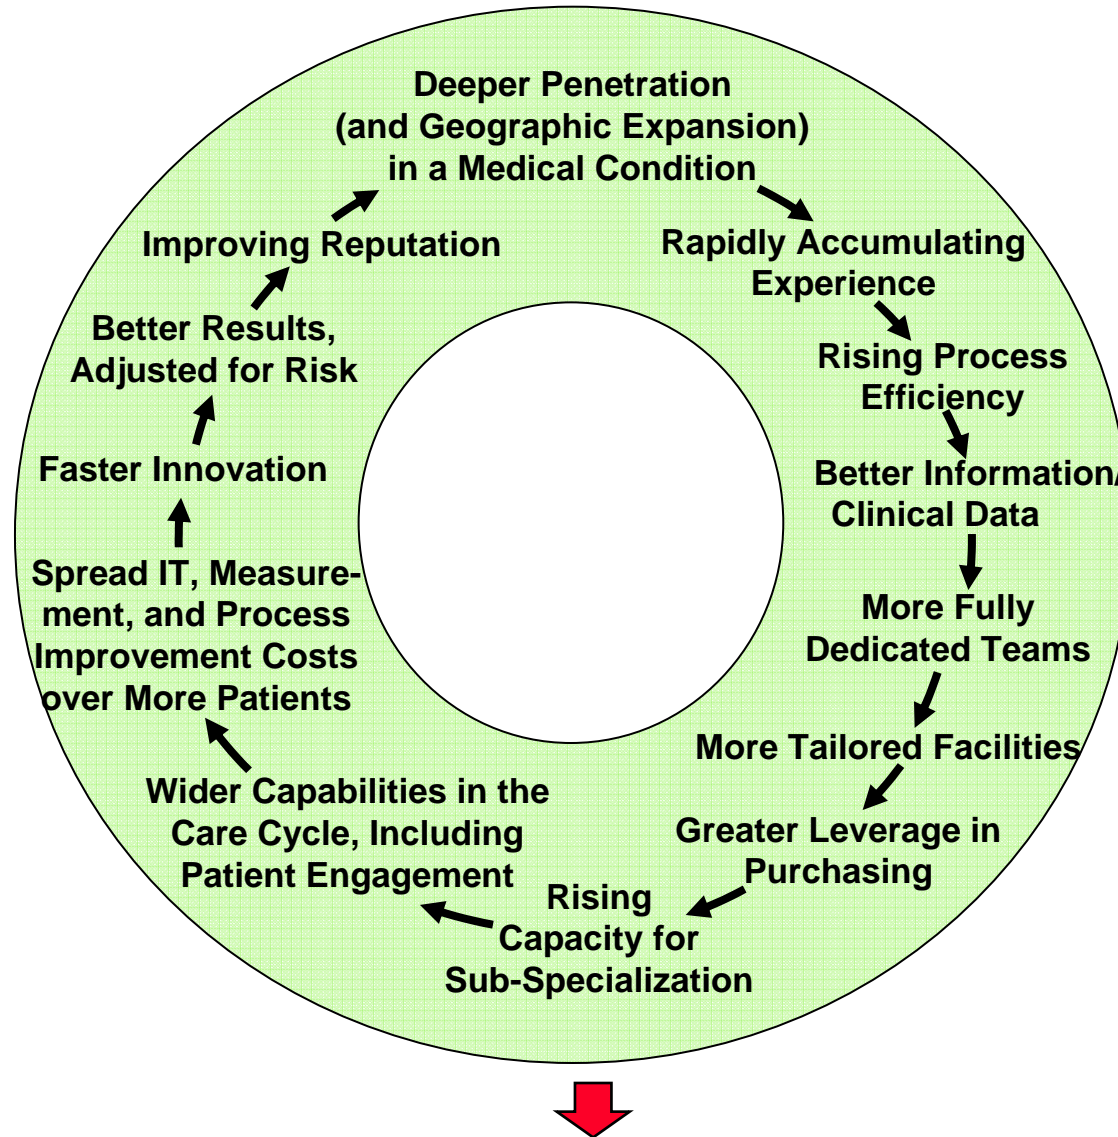 Deeper Penetration
(and Geographic Expansion)
in a Medical Condition
Rapidly Accumulating
Experience
Rising Process
Efficiency
Better Information/
Clinical Data
More Fully
Dedicated Teams
More Tailored Facilities
Greater Leverage in
Purchasing
Rising
Capacity for
Sub-Specialization
Wider Capabilities in the
Care Cycle, Including
Patient Engagement
Spread IT, Measure-
ment, and Process
Improvement Costs
over More Patients
Faster Innovation
Better Results,
Adjusted for Risk
Improving Reputation